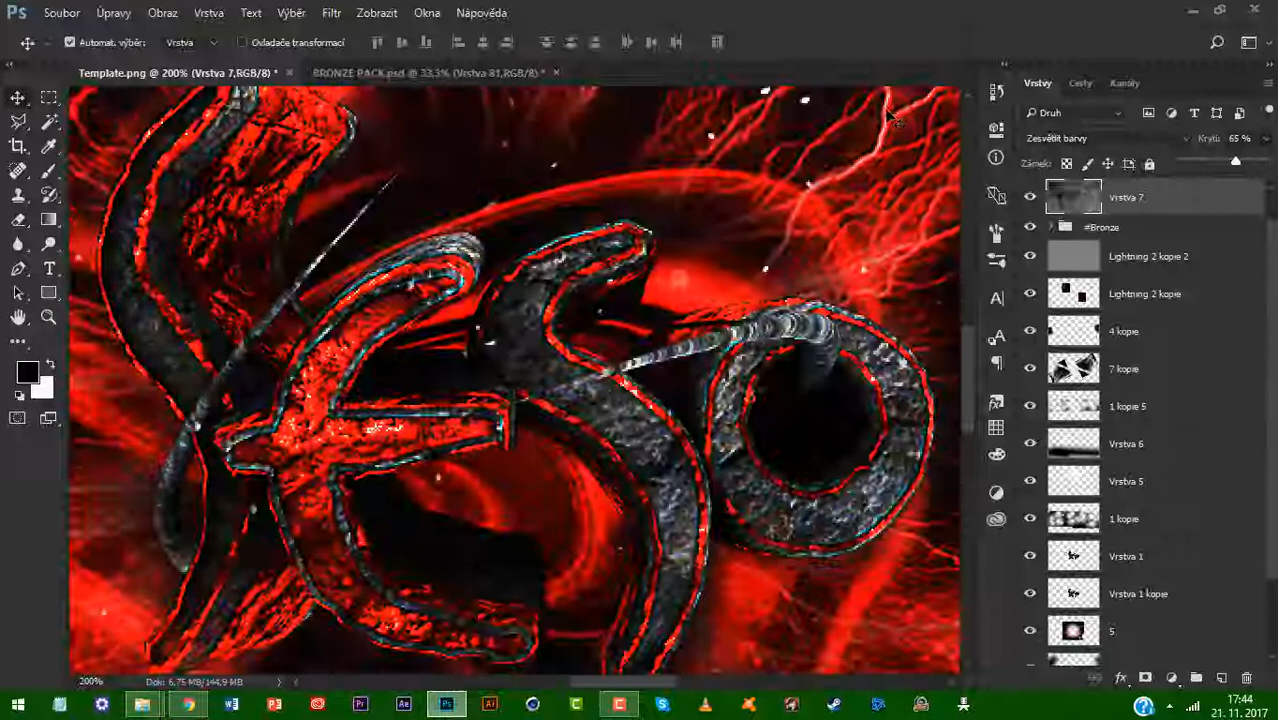 Ps Soubor Úpravy Obraz Vrstva Text Výběr Filtr Zobrazit Okna Nápověda
Automat. výběr: Vrstva Ovladače transformací
Template.png @ 200% (Vrstva 7,RGB/8) * BRONZE PACK.psd @ 33,3% (Vrstva 81,RGB/8) *
Vrstvy Cesty Kanály
Druh
Zesvětlit barvy Krytí: 65 %
Zámek:
Vrstva 7
#Bronze
Lightning 2 kopie 2
Lightning 2 kopie
4 kopie
7 kopie
1 kopie 5
Vrstva 6
Vrstva 5
1 kopie
Vrstva 1
Vrstva 1 kopie
5
200% Dok: 6,75 MB/144,9 MB
17:44
21. 11. 2017